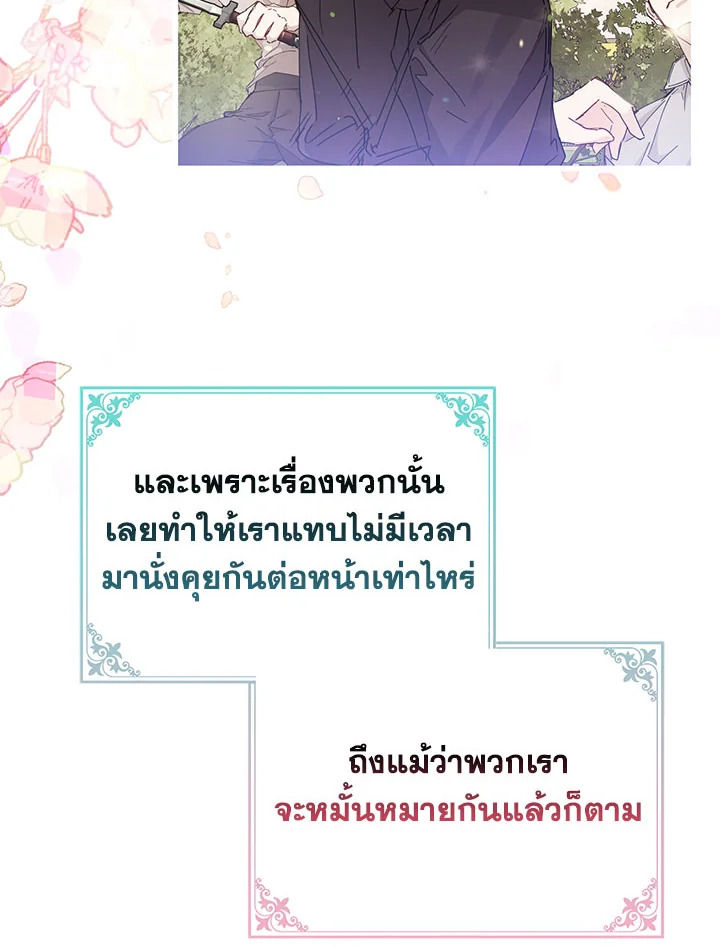 และเพราะเรื่องพวกนั้น
เลยทำให้เราแทบไม่มีเวลา
มานั่งคุยกันต่อหน้าเท่าไหร่
ถึงแม้ว่าพวกเรา
จะหมั้นหมายกันแล้วก็ตาม